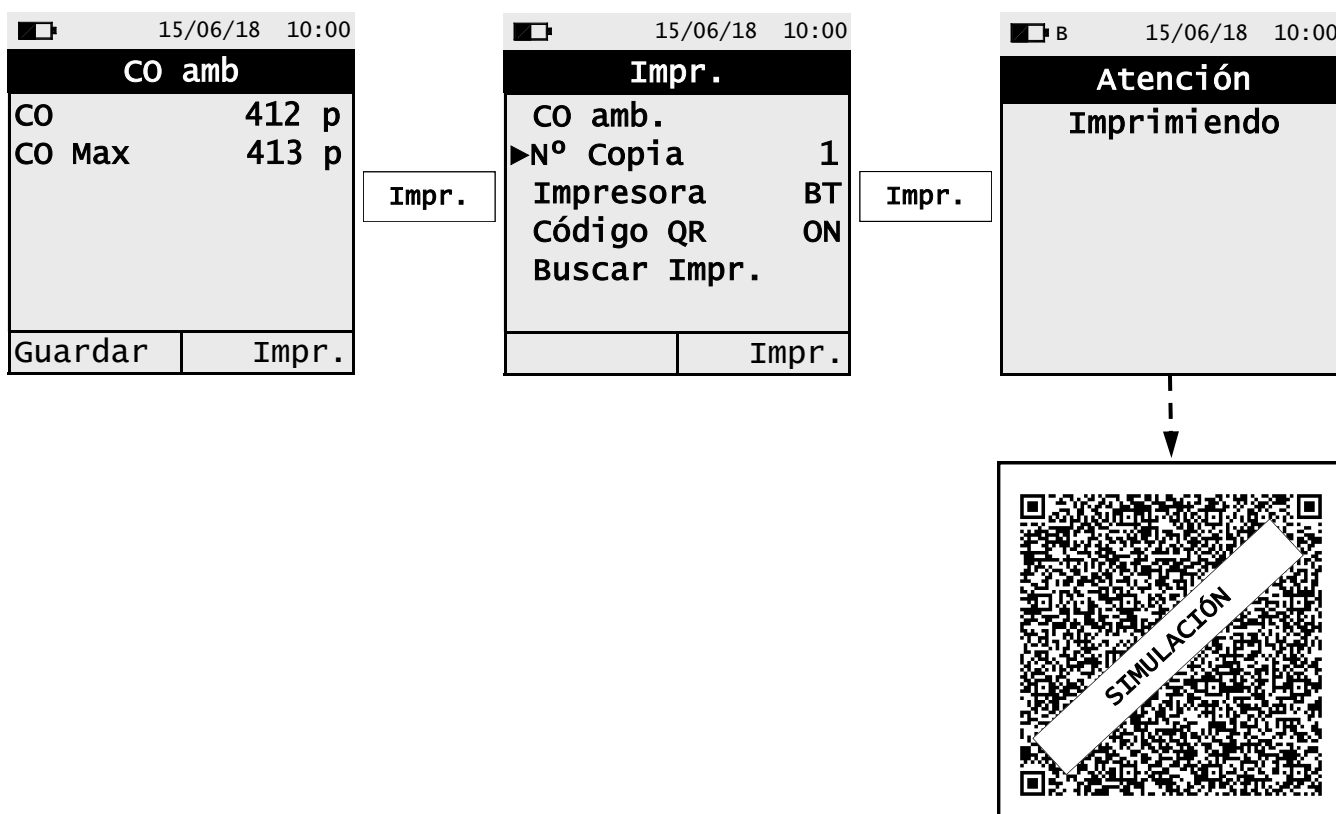 15/06/18 10:00
CO amb
CO 412 p
CO Max 413 p
Guardar Impr.
Impr.
15/06/18 10:00
Impr.
CO amb.
►Nº Copia 1
Impresora BT
Código QR ON
Buscar Impr.
Impr.
Impr.
B 15/06/18 10:00
Atención
Imprimiendo
SIMULACIÓN